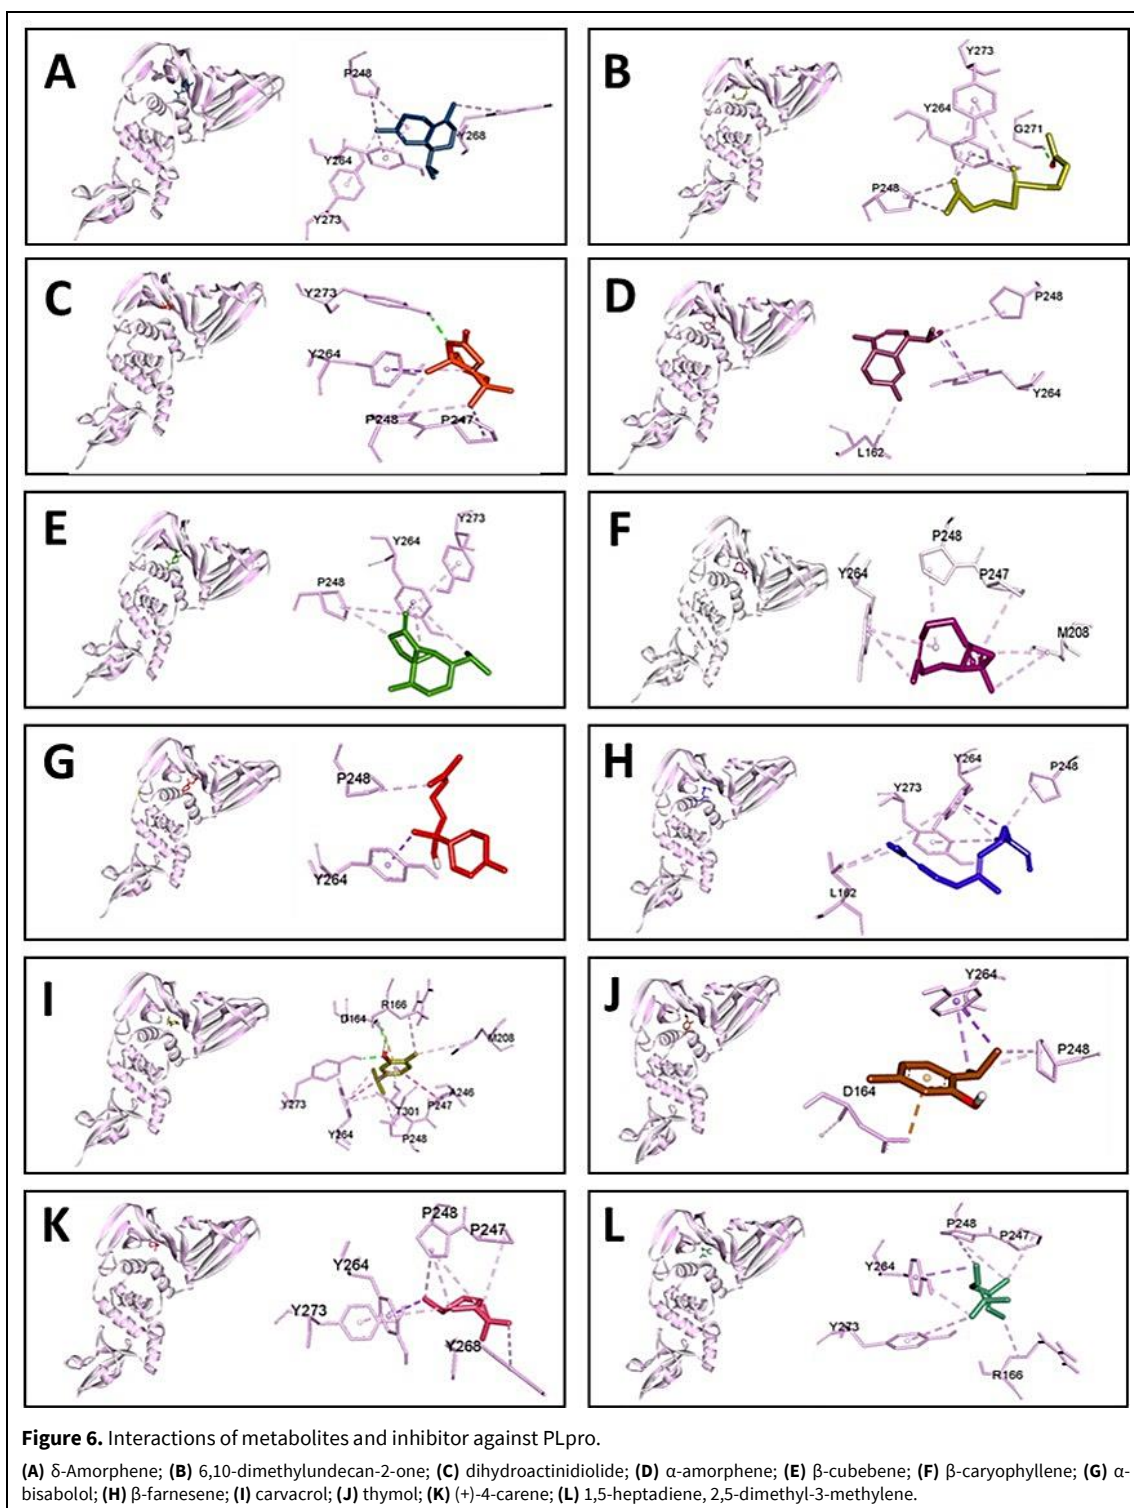 A
P248
Y268
Y264
Y273
B
Y273
Y264
G271
P248
C
Y273
Y264
P248 P247
D
P248
Y264
L162
E
Y273
Y264
P248
F
P248
Y264
P247
M208
G
P248
Y264
H
Y264
P248
Y273
L162
I
R166
D164
M208
Y273
A246
T301
P247
Y264
P248
J
Y264
P248
D164
K
P248
P247
Y264
Y273
Y268
L
P248
P247
Y264
Y273
R166
Figure 6. Interactions of metabolites and inhibitor against PLpro.
(A) δ-Amorphene; (B) 6,10-dimethylundecan-2-one; (C) dihydroactinidiolide; (D) α-amorphene; (E) β-cubebene; (F) β-caryophyllene; (G) α-
bisabolol; (H) β-farnesene; (I) carvacrol; (J) thymol; (K) (+)-4-carene; (L) 1,5-heptadiene, 2,5-dimethyl-3-methylene.